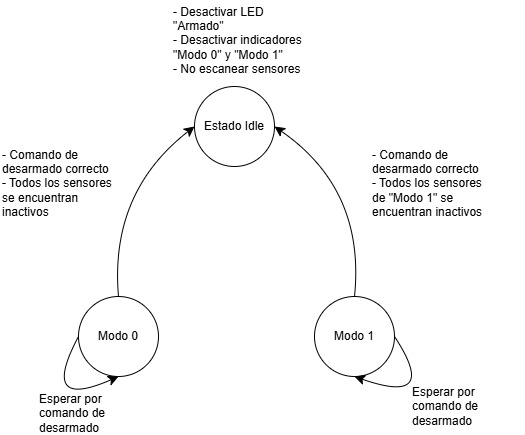 - Desactivar LED
"Armado"
- Desactivar indicadores
"Modo 0" y "Modo 1"
- No escanear sensores
Estado Idle
- Comando de
desarmado correcto
- Todos los sensores
se encuentran
inactivos
- Comando de
desarmado correcto
- Todos los sensores
de "Modo 1" se
encuentran inactivos
Modo 0
Modo 1
Esperar por
comando de
desarmado
Esperar por
comando de
desarmado